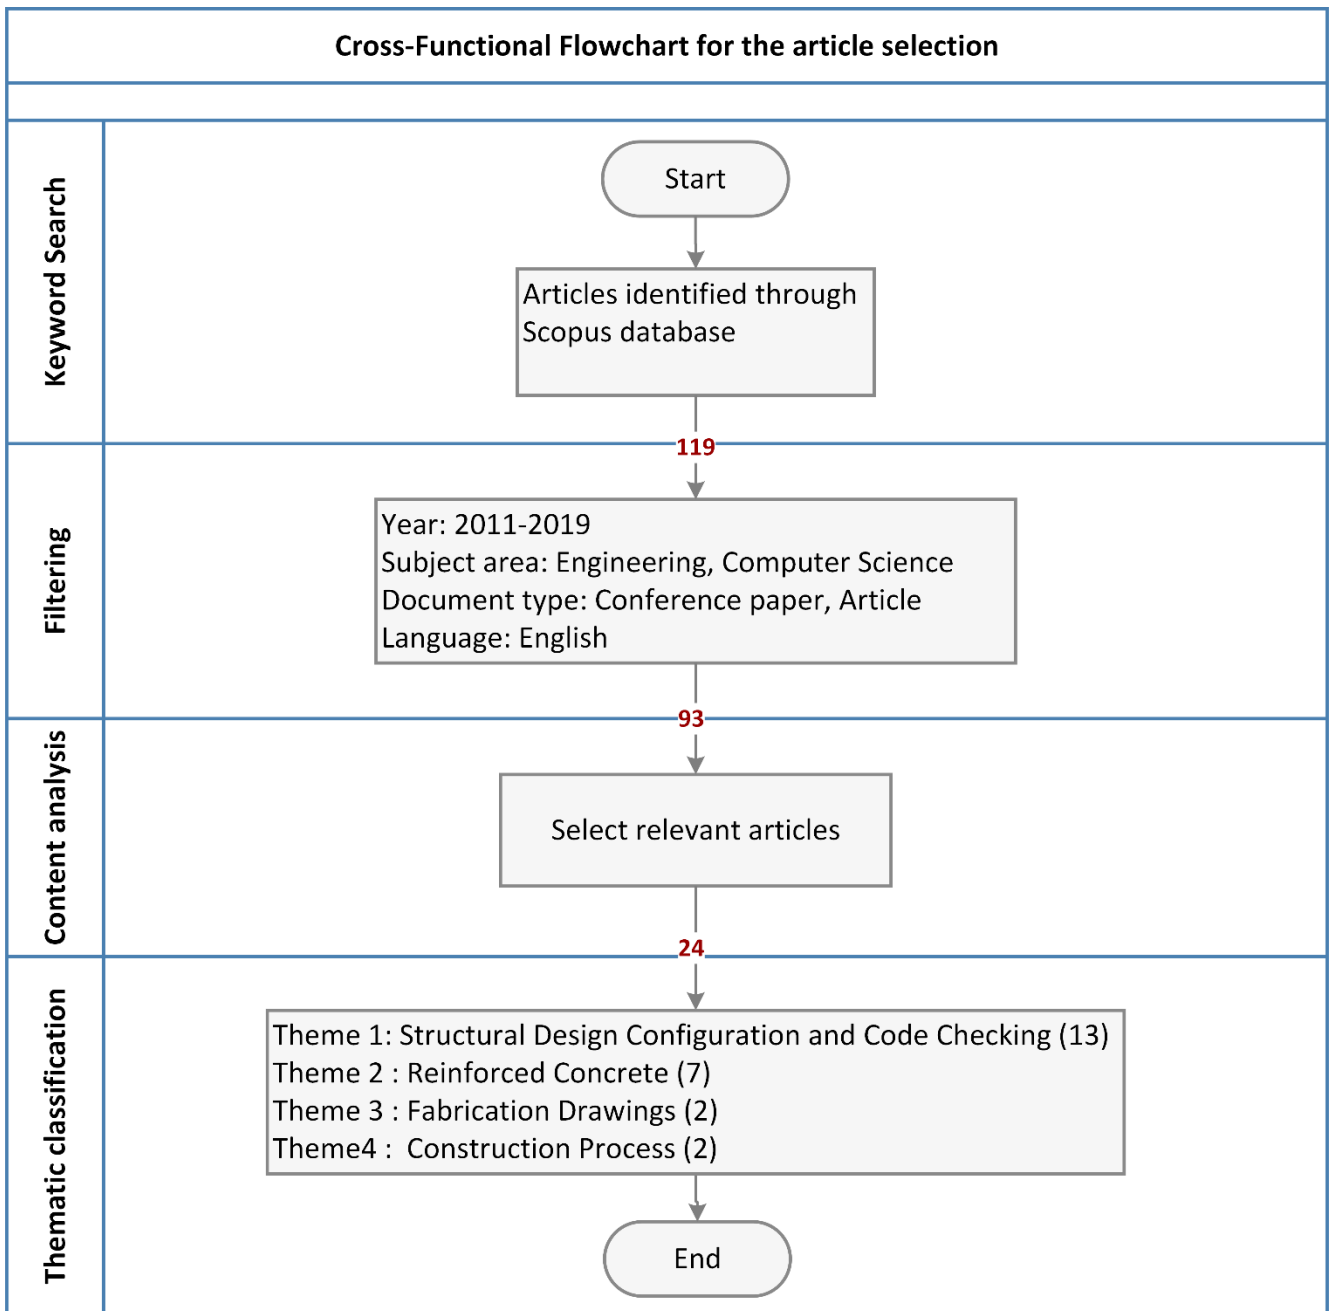 Cross-Functional Flowchart for the article selection
Keyword Search
Start
Articles identified through
Scopus database
119
Filtering
Year: 2011-2019
Subject area: Engineering, Computer Science
Document type: Conference paper, Article
Language: English
93
Content analysis
Select relevant articles
24
Thematic classification
Theme 1: Structural Design Configuration and Code Checking (13)
Theme 2 : Reinforced Concrete (7)
Theme 3 : Fabrication Drawings (2)
Theme4 :  Construction Process (2)
End